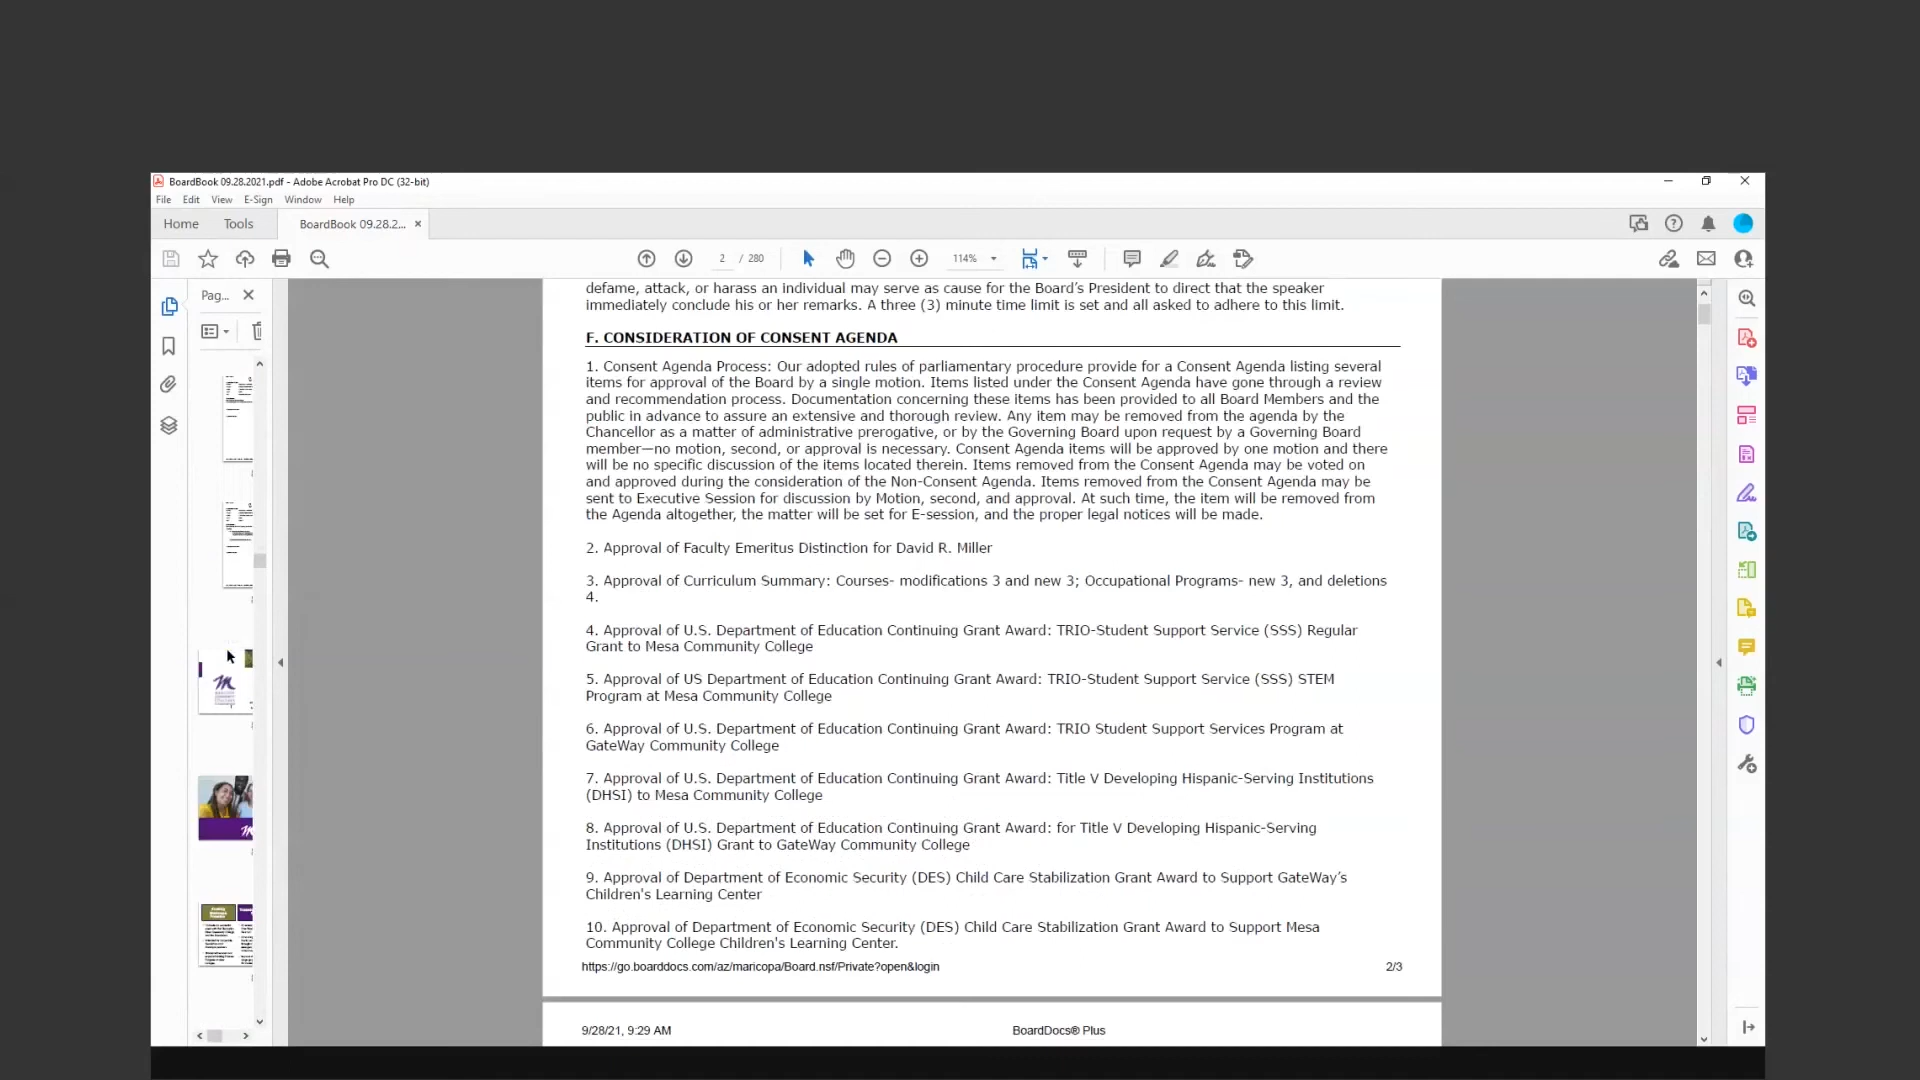 BoardBook 09.28.2021.pdf - Adobe Acrobat Pro DC (32-bit)
File Edit View E-Sign Window Help
Home Tools BoardBook 09.28.2...
2 / 280 114%
Pag...
defame, attack, or harass an individual may serve as cause for the Board's President to direct that the speaker
immediately conclude his or her remarks. A three (3) minute time limit is set and all asked to adhere to this limit.
F. CONSIDERATION OF CONSENT AGENDA
1. Consent Agenda Process: Our adopted rules of parliamentary procedure provide for a Consent Agenda listing several
items for approval of the Board by a single motion. Items listed under the Consent Agenda have gone through a review
and recommendation process. Documentation concerning these items has been provided to all Board Members and the
public in advance to assure an extensive and thorough review. Any item may be removed from the agenda by the
Chancellor as a matter of administrative prerogative, or by the Governing Board upon request by a Governing Board
member—no motion, second, or approval is necessary. Consent Agenda items will be approved by one motion and there
will be no specific discussion of the items located therein. Items removed from the Consent Agenda may be voted on
and approved during the consideration of the Non-Consent Agenda. Items removed from the Consent Agenda may be
sent to Executive Session for discussion by Motion, second, and approval. At such time, the item will be removed from
the Agenda altogether, the matter will be set for E-session, and the proper legal notices will be made.
2. Approval of Faculty Emeritus Distinction for David R. Miller
3. Approval of Curriculum Summary: Courses- modifications 3 and new 3; Occupational Programs- new 3, and deletions
4.
4. Approval of U.S. Department of Education Continuing Grant Award: TRIO-Student Support Service (SSS) Regular
Grant to Mesa Community College
5. Approval of US Department of Education Continuing Grant Award: TRIO-Student Support Service (SSS) STEM
Program at Mesa Community College
6. Approval of U.S. Department of Education Continuing Grant Award: TRIO Student Support Services Program at
GateWay Community College
7. Approval of U.S. Department of Education Continuing Grant Award: Title V Developing Hispanic-Serving Institutions
(DHSI) to Mesa Community College
8. Approval of U.S. Department of Education Continuing Grant Award: for Title V Developing Hispanic-Serving
Institutions (DHSI) Grant to GateWay Community College
9. Approval of Department of Economic Security (DES) Child Care Stabilization Grant Award to Support GateWay's
Children's Learning Center
10. Approval of Department of Economic Security (DES) Child Care Stabilization Grant Award to Support Mesa
Community College Children's Learning Center.
https://go.boarddocs.com/az/maricopa/Board.nsf/Private?open&login 2/3
9/28/21, 9:29 AM BoardDocs® Plus